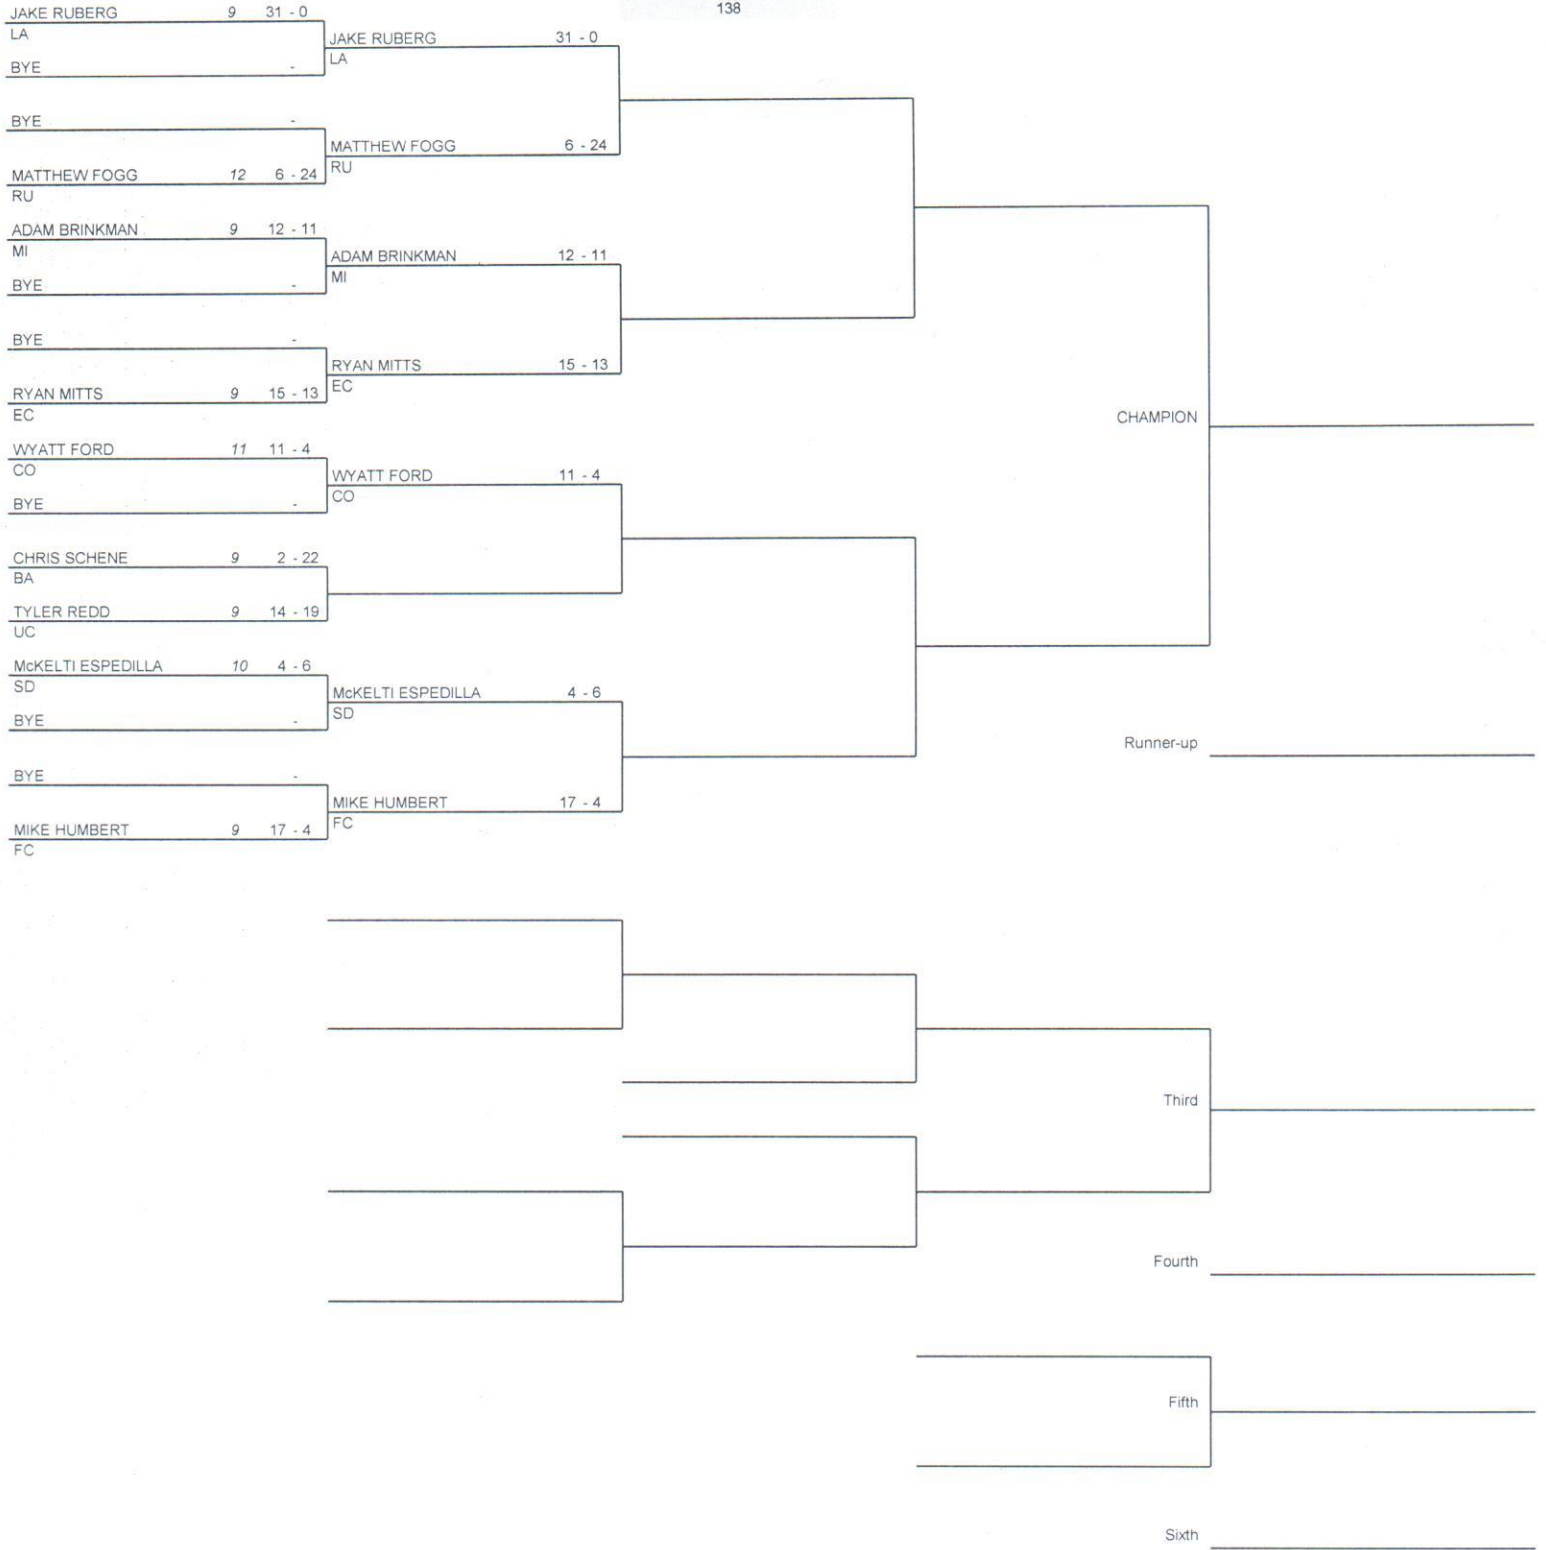 138
JAKE RUBERG 9 31 - 0
LA
BYE -
BYE -
MATTHEW FOGG 12 6 - 24
RU
ADAM BRINKMAN 9 12 - 11
MI
BYE -
BYE -
RYAN MITTS 9 15 - 13
EC
WYATT FORD 11 11 - 4
CO
BYE -
CHRIS SCHENE 9 2 - 22
BA
TYLER REDD 9 14 - 19
UC
McKELTI ESPEDILLA 10 4 - 6
SD
BYE -
BYE -
MIKE HUMBERT 9 17 - 4
FC
JAKE RUBERG 31 - 0
LA
MATTHEW FOGG 6 - 24
RU
ADAM BRINKMAN 12 - 11
MI
RYAN MITTS 15 - 13
EC
WYATT FORD 11 - 4
CO
McKELTI ESPEDILLA 4 - 6
SD
MIKE HUMBERT 17 - 4
FC
CHAMPION
Runner-up
Third
Fourth
Fifth
Sixth